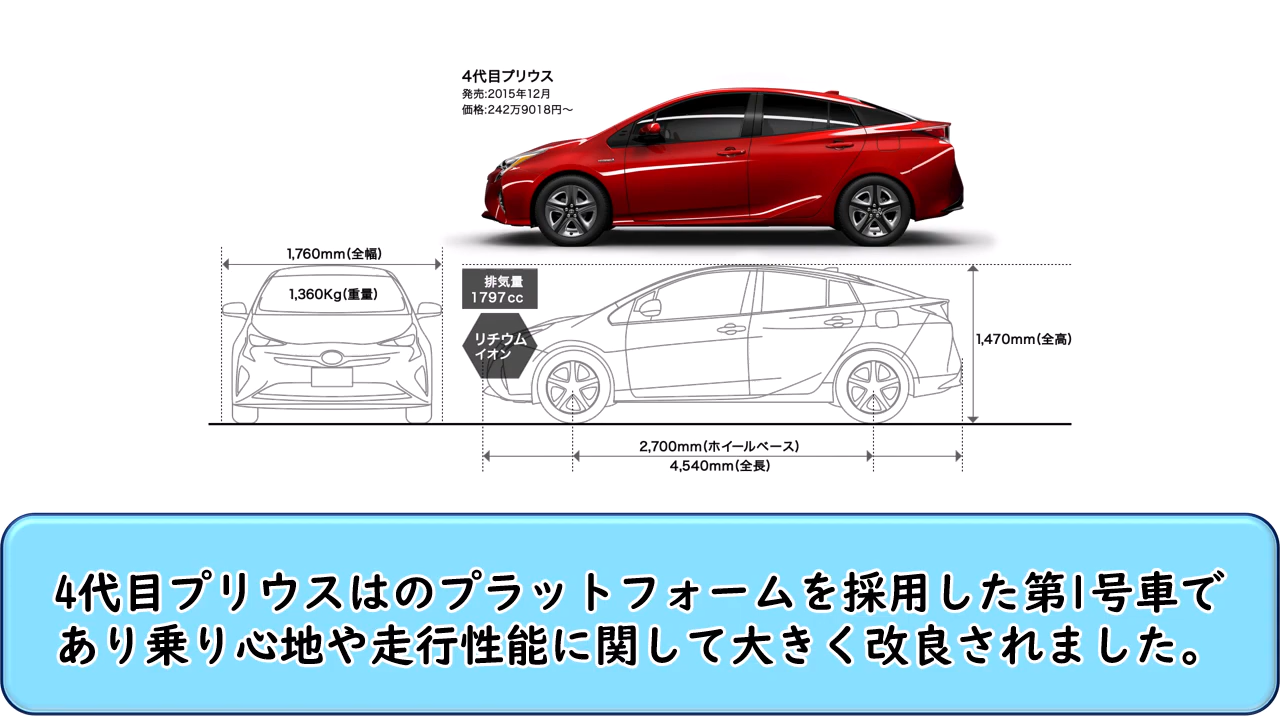 4代目プリウス
発売:2015年12月
価格:242万9018円〜
1,760mm(全幅)
1,360Kg(重量)
排気量
1797cc
リチウム
イオン
1,470mm(全高)
2,700mm(ホイールベース)
4,540mm(全長)
4代目プリウスはのプラットフォームを採用した第1号車で
あり乗り心地や走行性能に関して大きく改良されました。